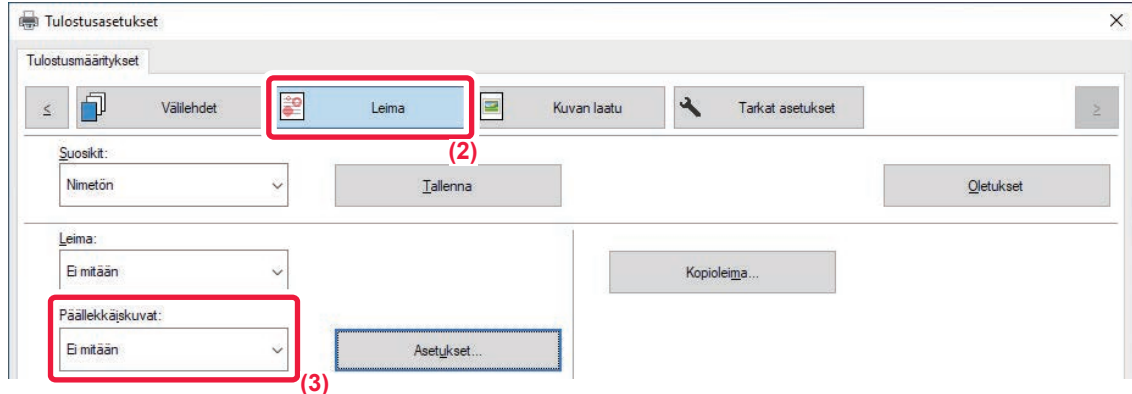 Tulostusasetukset
Tulostusmääritykset
< Välilehdet Leima Kuvan laatu Tarkat asetukset >
(2)
Suosikit:
Nimetön Tallenna Oletukset
Leima:
Ei mitään Kopioleima...
Päällekkäiskuvat:
Ei mitään Asetukset...
(3)